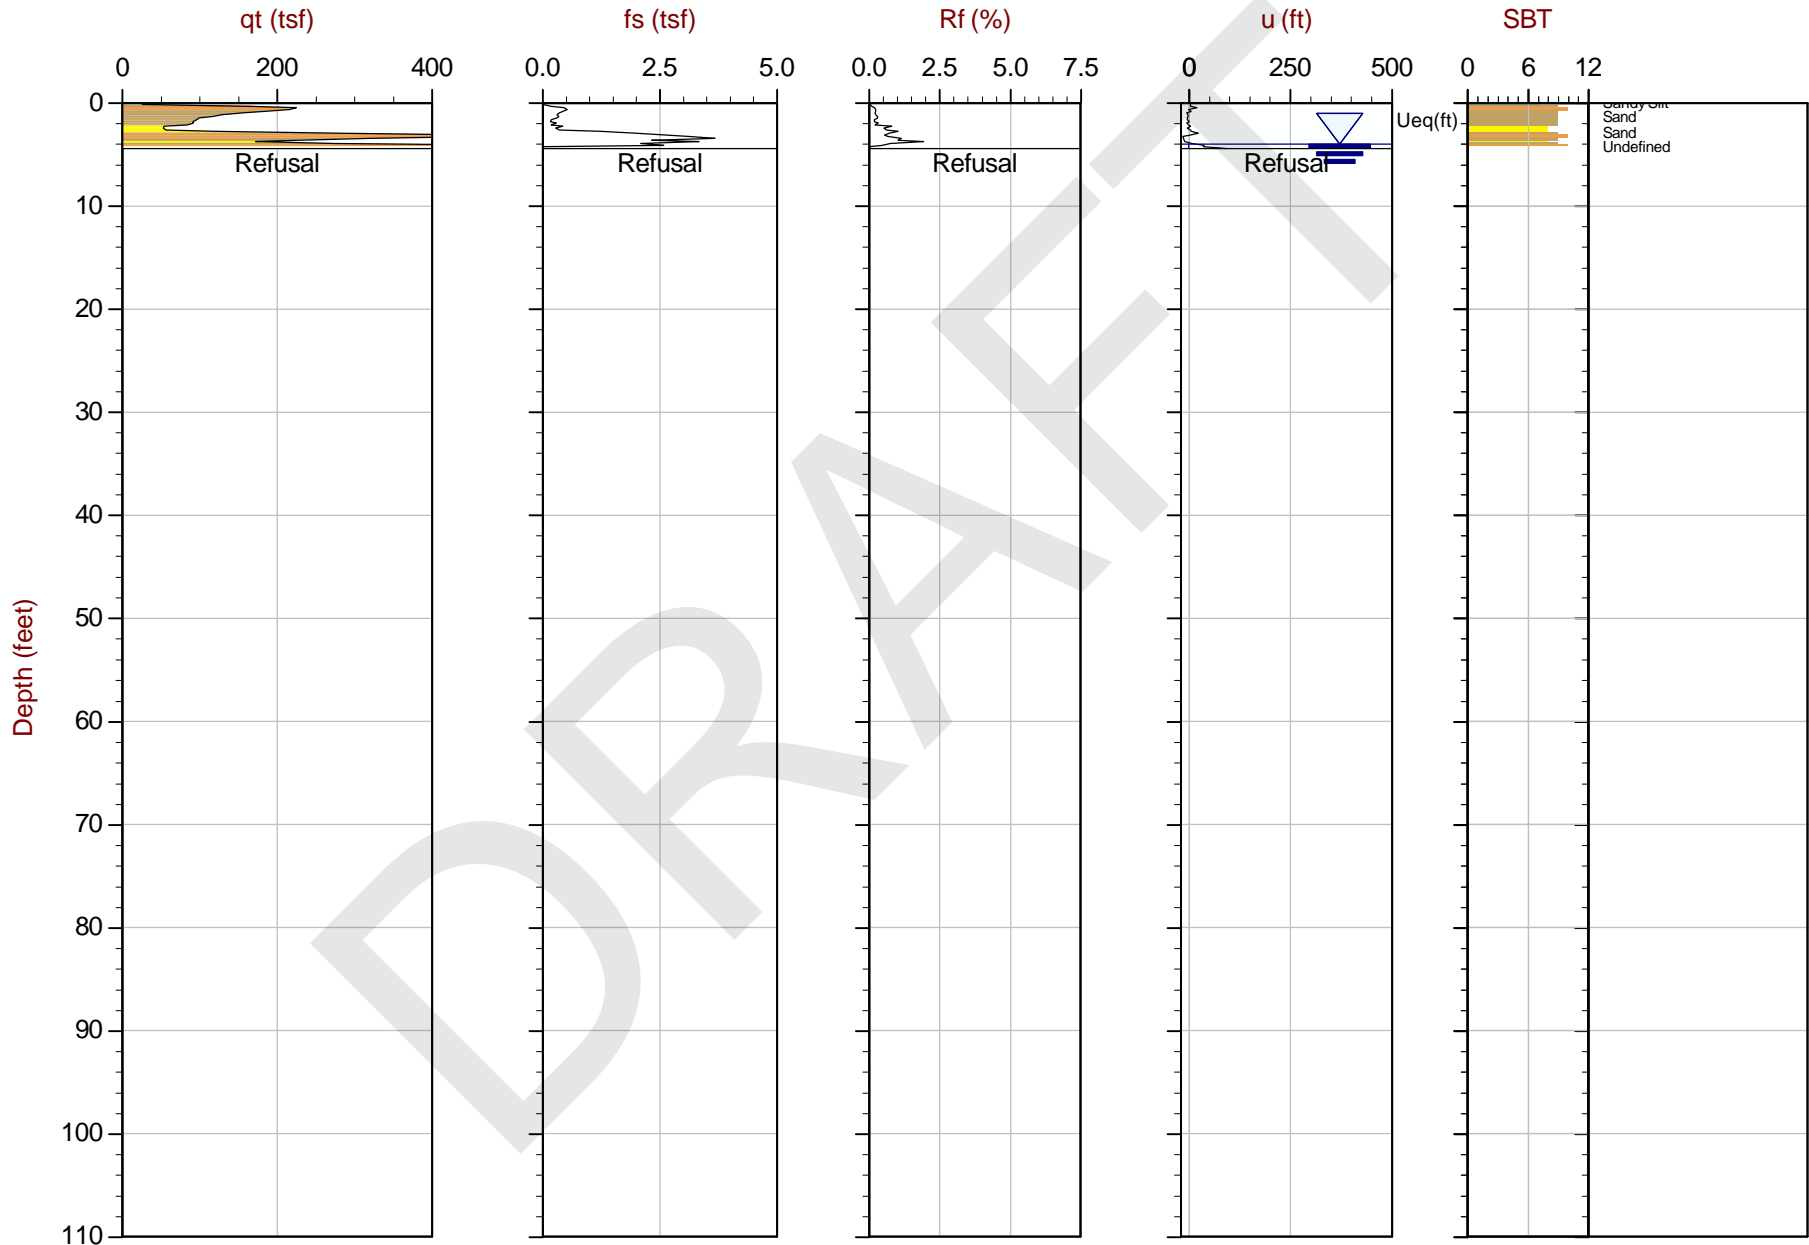 qt (tsf)
fs (tsf)
Rf (%)
u (ft)
SBT
0 200 400
0.0 2.5 5.0
0.0 2.5 5.0 7.5
0 250 500
0 6 12
0
10
20
30
40
50
60
70
80
90
100
110
Depth (feet)
Refusal
Refusal
Refusal
Refusal
Ueq(ft)
Sandy Silt
Sand
Sand
Undefined
DRAFT